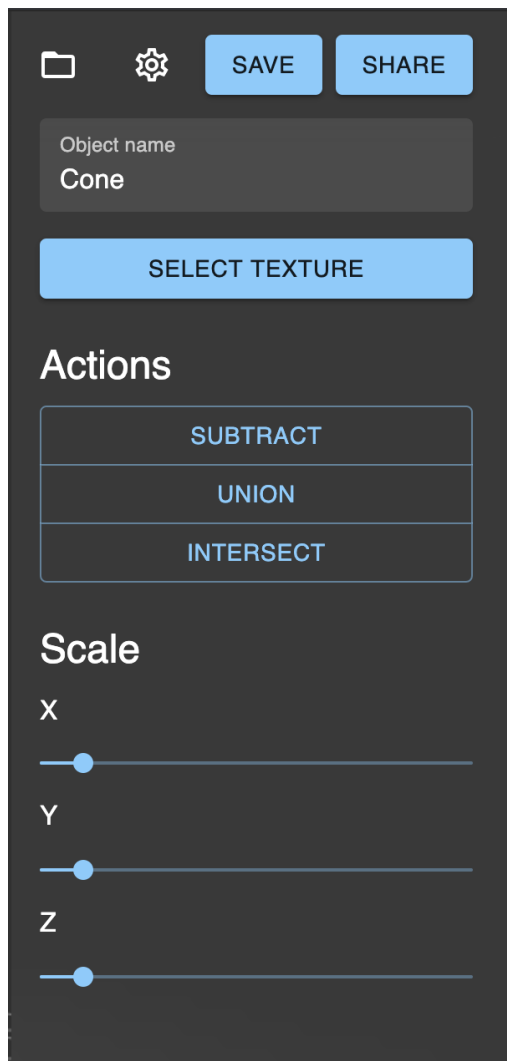 SAVE
SHARE
Object name
Cone
SELECT TEXTURE
Actions
SUBTRACT
UNION
INTERSECT
Scale
X
Y
Z